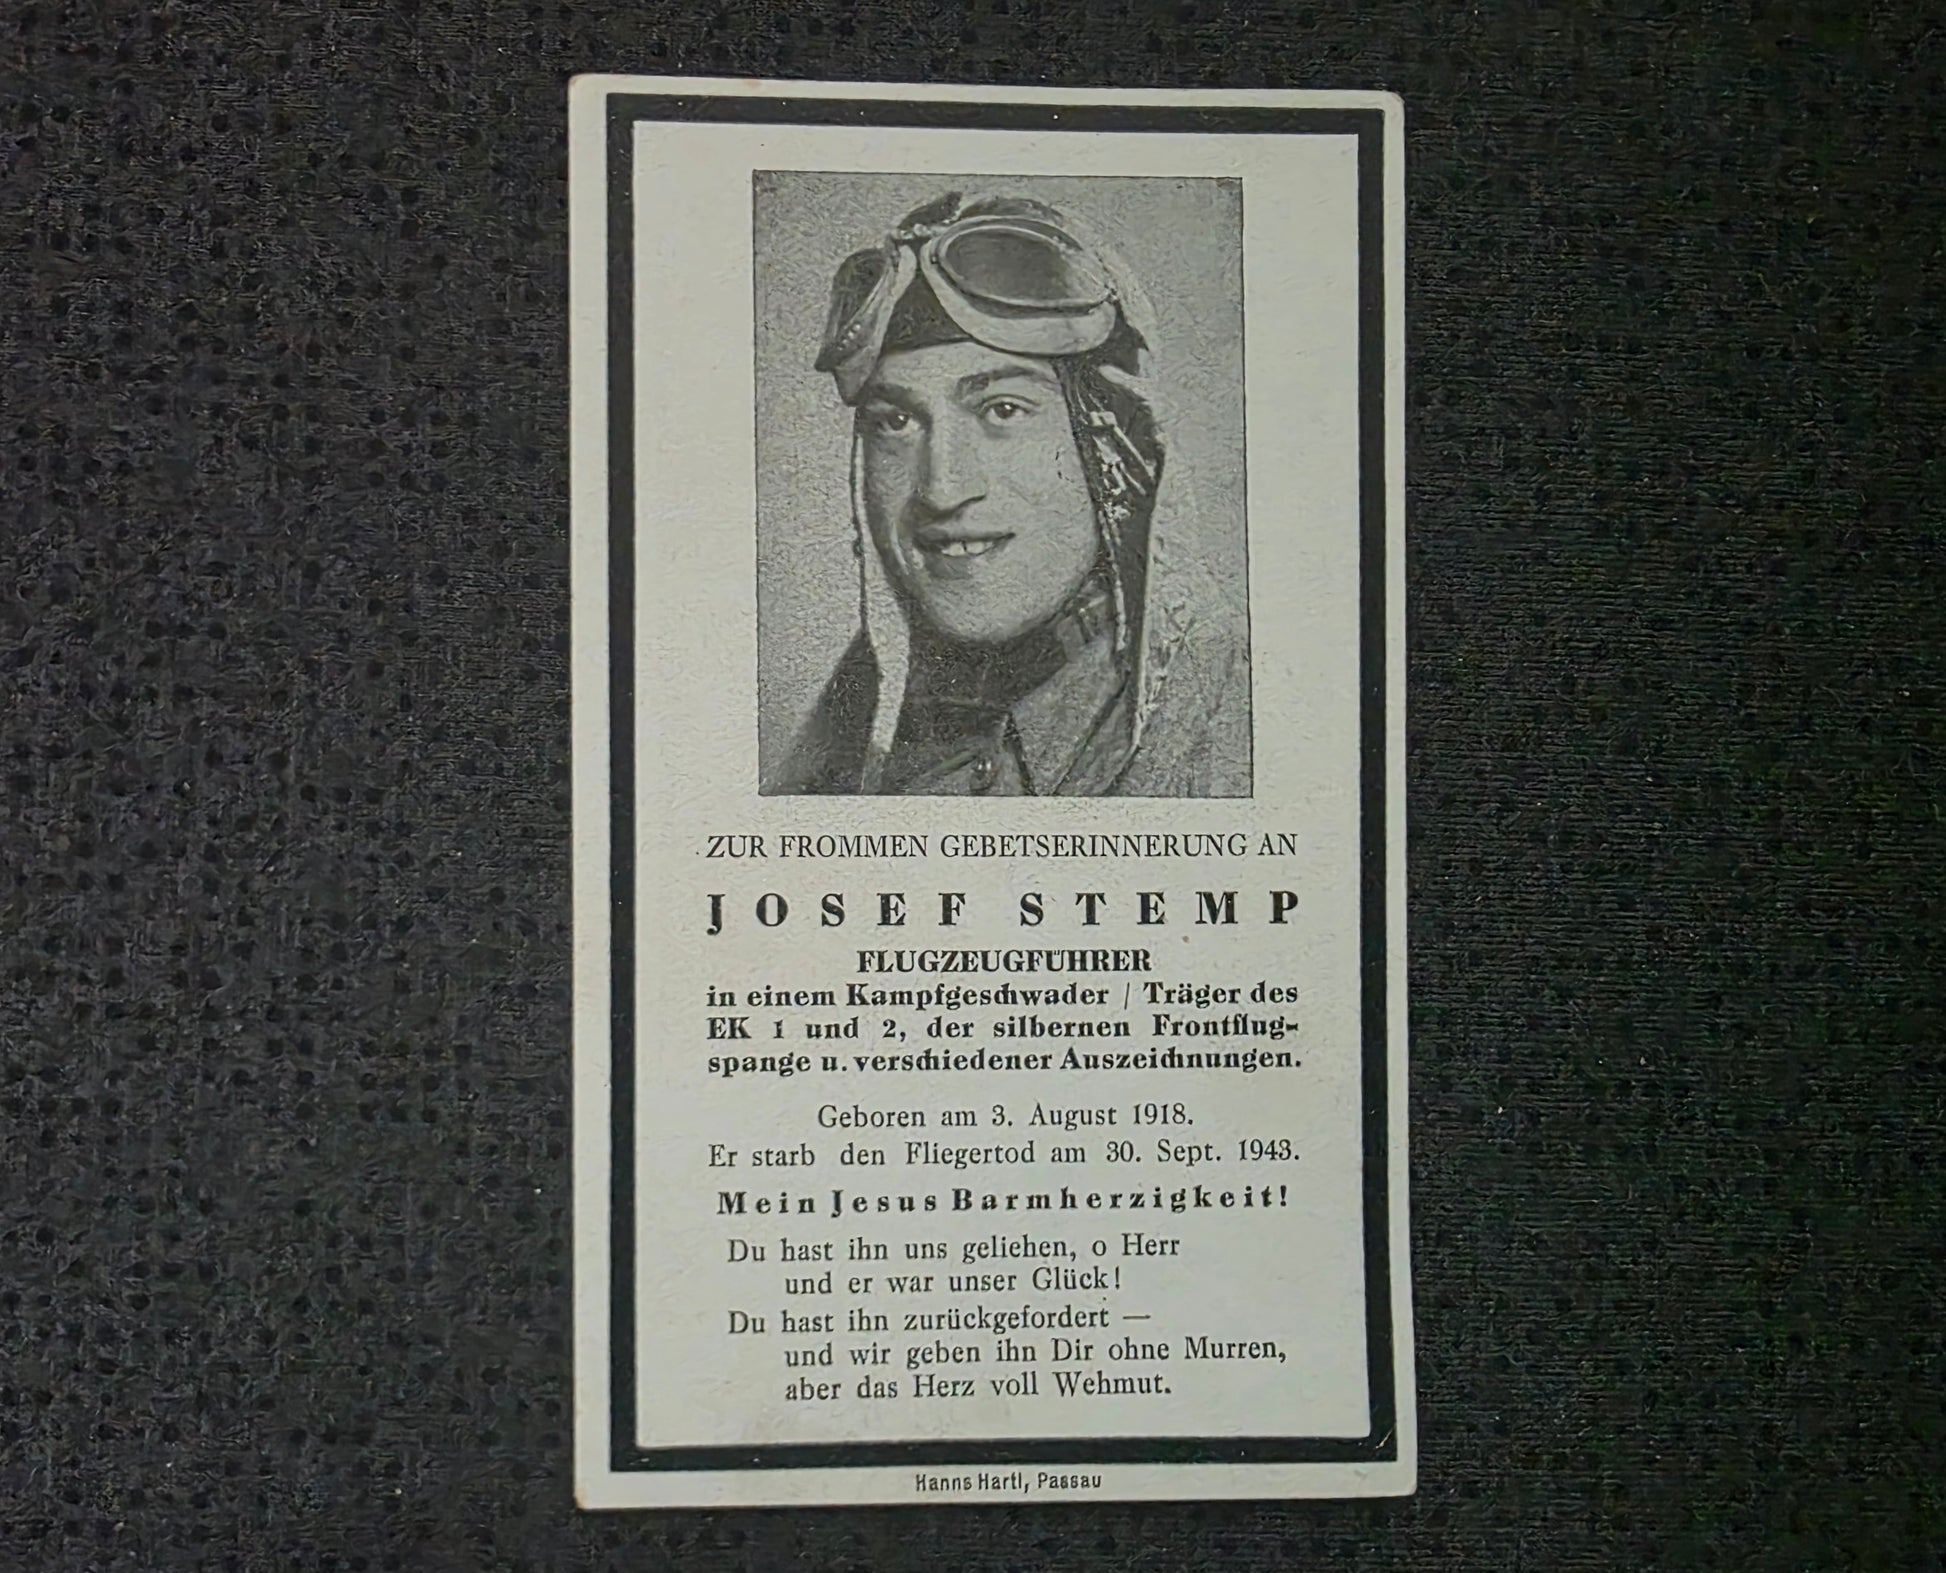 ZUR FROMMEN GEBETSERINNERUNG AN
JOSEF STEMP
FLUGZEUGFÜHRER
in einem Kampfgeschwader / Träger des
EK 1 und 2, der silbernen Frontflug-
spange u. verschiedener Auszeichnungen.
Geboren am 3. August 1918.
Er starb den Fliegertod am 30. Sept. 1943.
Mein Jesus Barmherzigkeit!
Du hast ihn uns geliehen, o Herr
und er war unser Glück!
Du hast ihn zurückgefordert —
und wir geben ihn Dir ohne Murren,
aber das Herz voll Wehmut.
Hanns Hartl, Passau